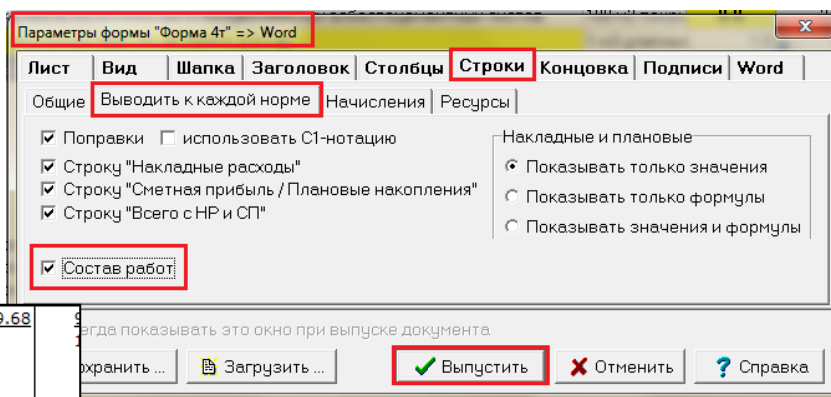 Параметры формы "Форма 4т" => Word
Лист Вид Шапка Заголовок Столбцы Строки Концовка Подписи Word
Общие Выводить к каждой норме Начисления Ресурсы
Поправки использовать С1-нотацию
Строку "Накладные расходы"
Строку "Сметная прибыль / Плановые накопления"
Строку "Всего с НР и СП"
Состав работ
Накладные и плановые
Показывать только значения
Показывать только формулы
Показывать значения и формулы
9.68
показывать это окно при выпуске документа
Загрузить ... Выпустить Отменить Справка